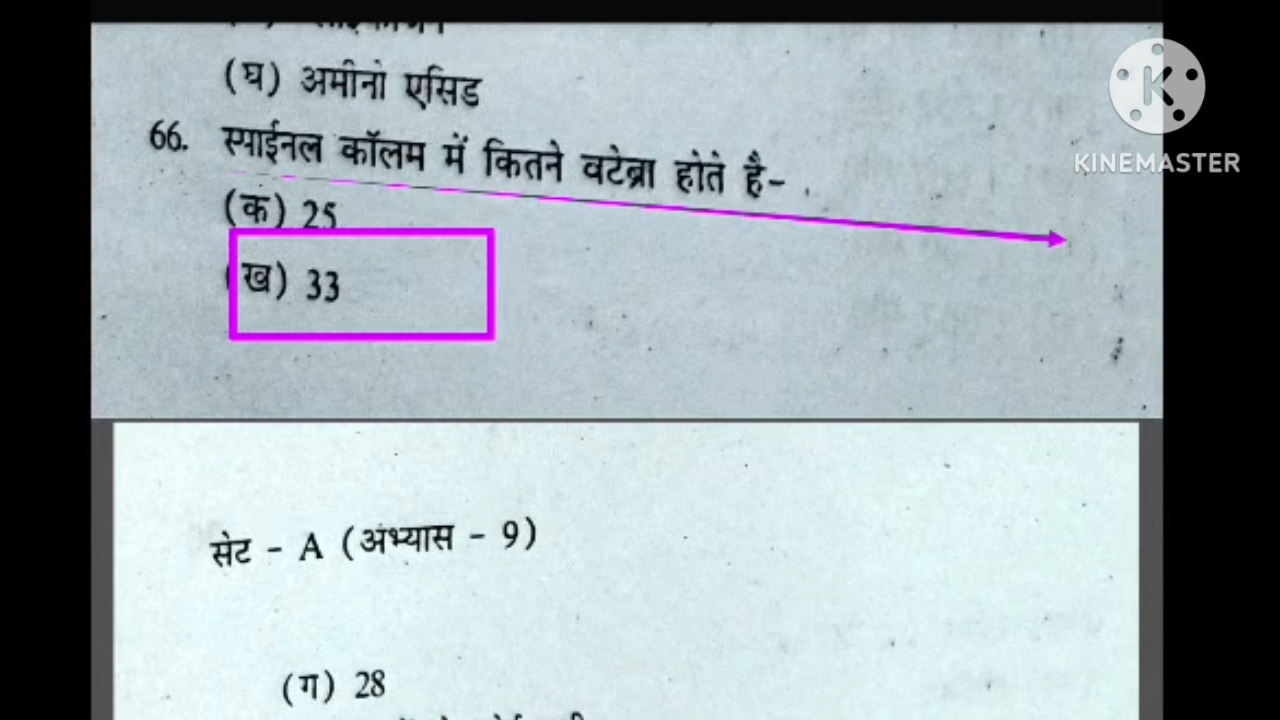 (घ) अमीनो एसिड
66. स्पाईनल कॉलम में कितने वटेब्रा होते है-
(क) 25
(ख) 33
सेट - A (अभ्यास - 9)
(ग) 28
K
KINEMASTER